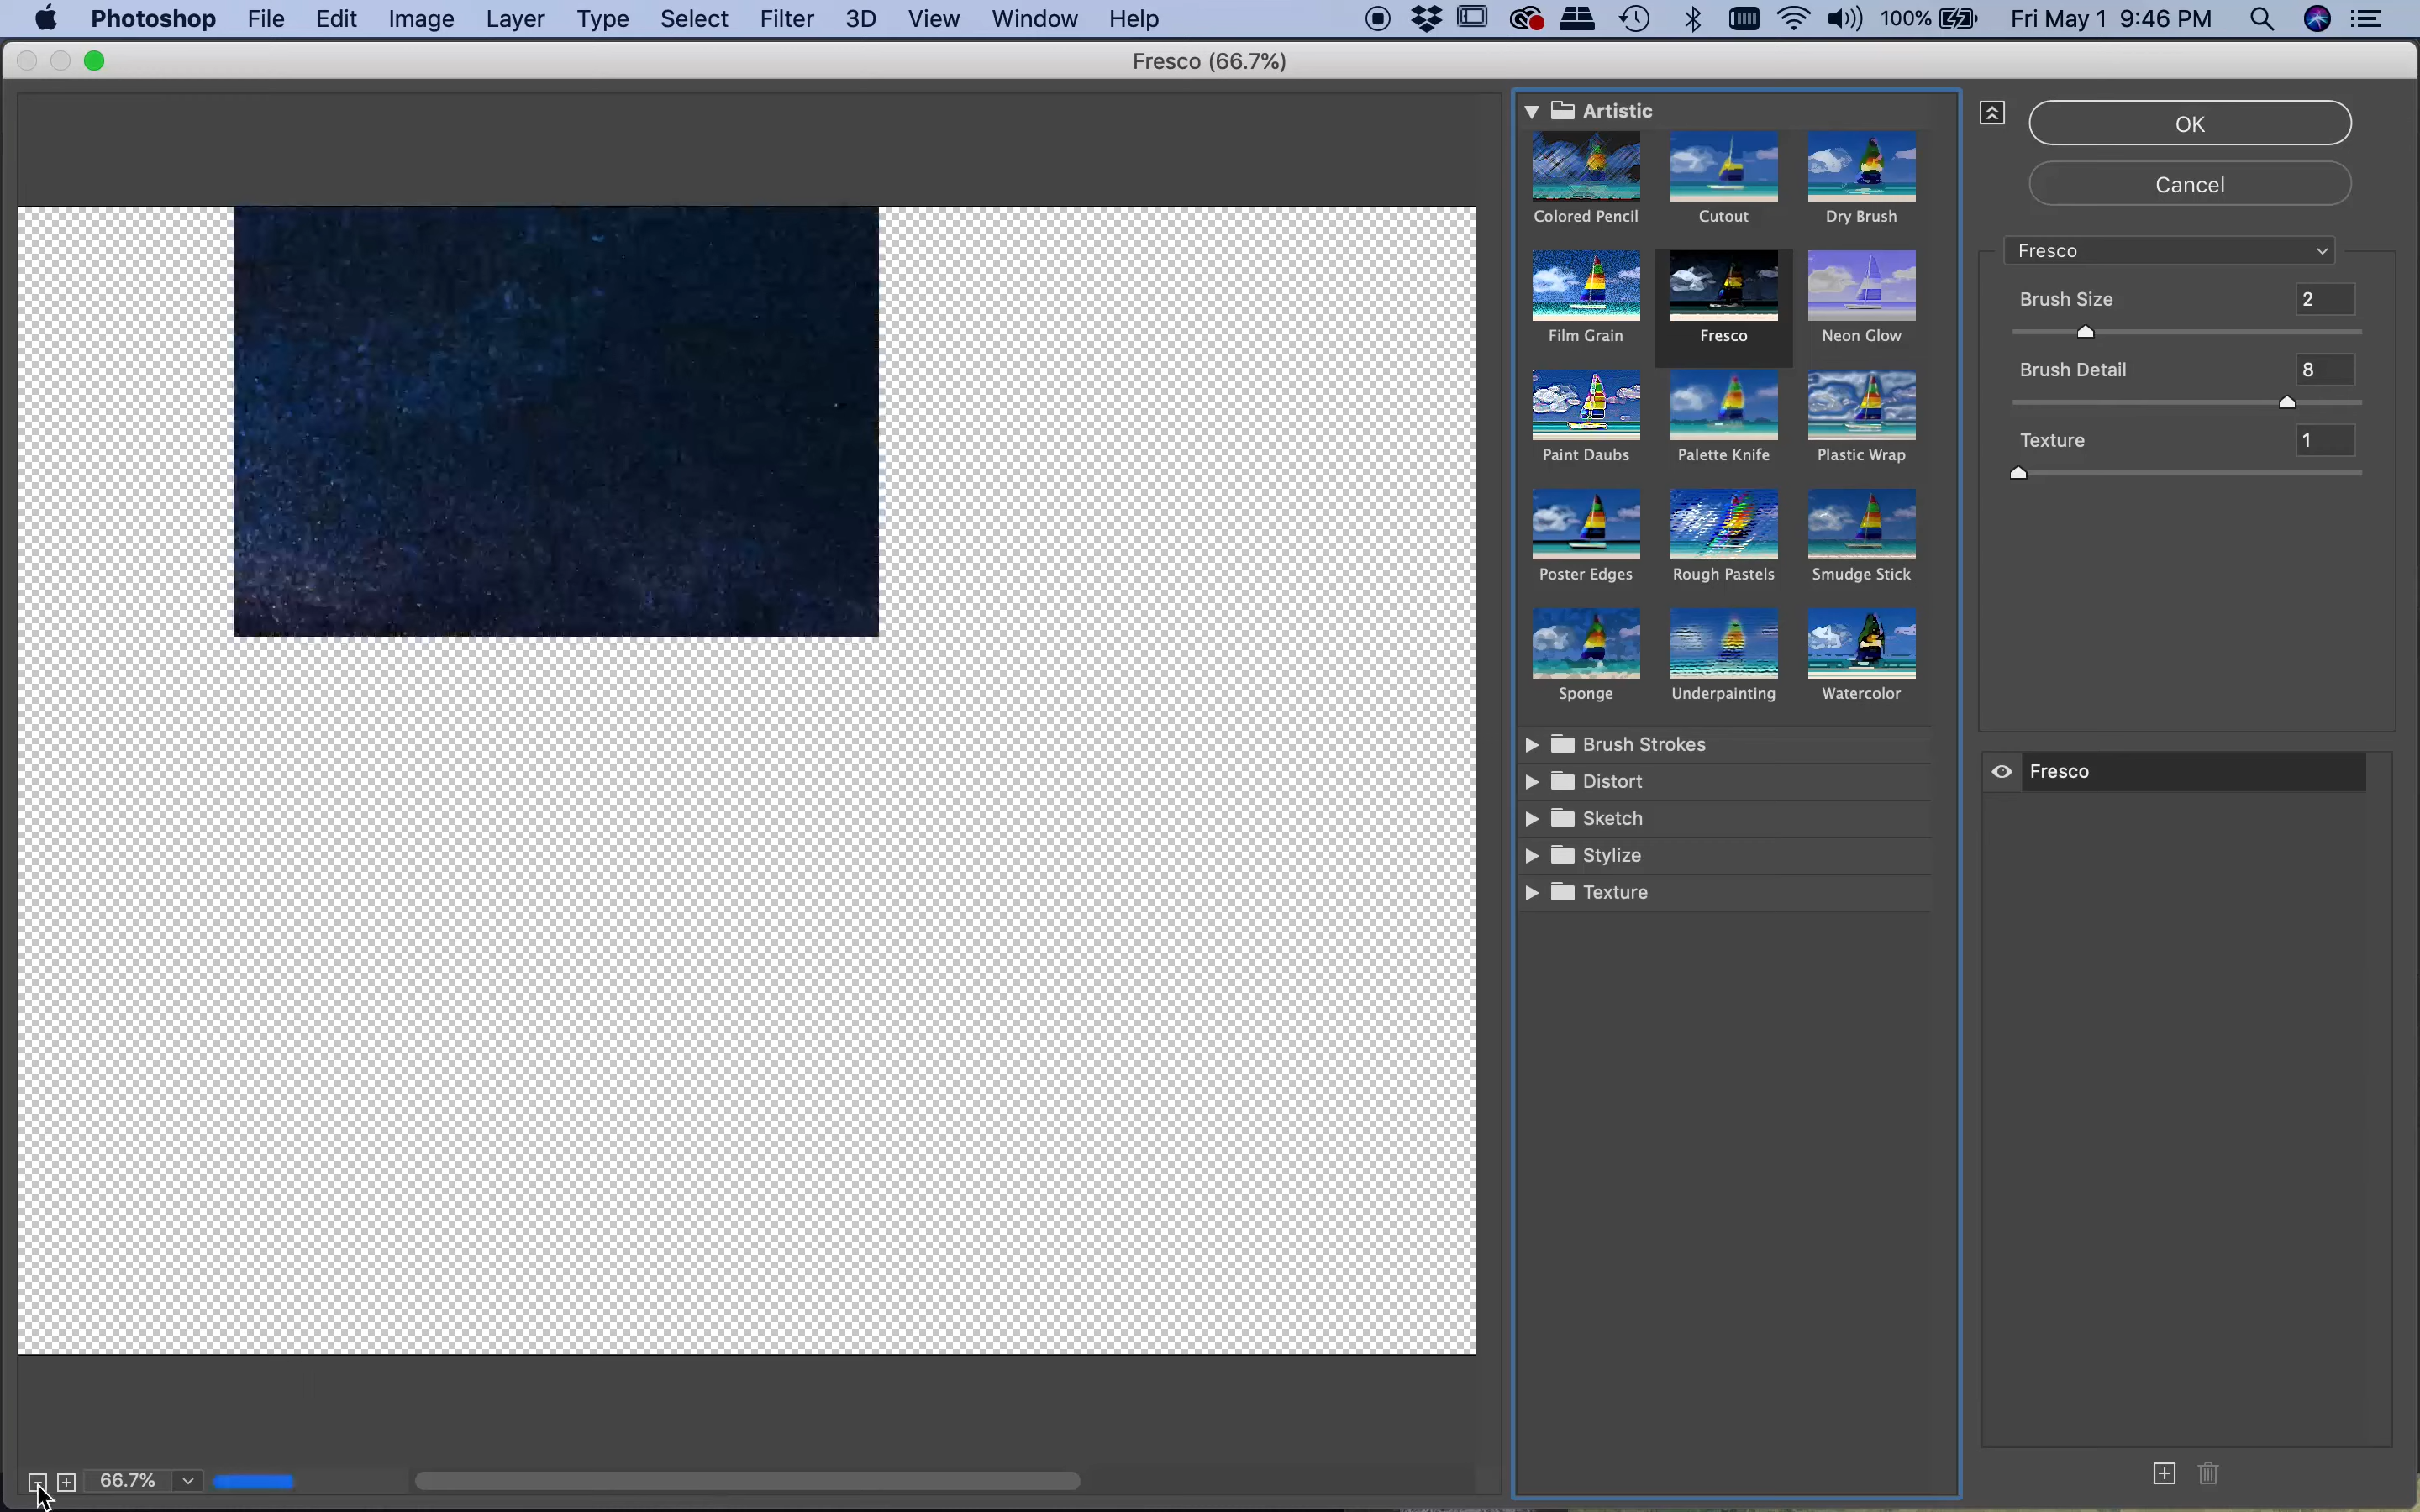 Photoshop File Edit Image Layer Type Select Filter 3D View Window Help 100% Fri May 1 9:46 PM
Fresco (66.7%)
Artistic
Colored Pencil Cutout Dry Brush
Film Grain Fresco Neon Glow
Paint Daubs Palette Knife Plastic Wrap
Poster Edges Rough Pastels Smudge Stick
Sponge Underpainting Watercolor
Brush Strokes
Distort
Sketch
Stylize
Texture
OK
Cancel
Fresco
Brush Size 2
Brush Detail 8
Texture 1
Fresco
66.7%